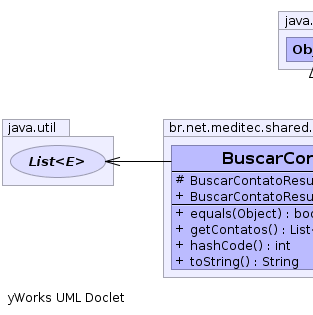 java.
Obj
java.util
br.net.meditec.shared.
List<E>
BuscarCon
# BuscarContatoResu
+ BuscarContatoResu
+ equals(Object) : boo
+ getContatos() : List
+ hashCode() : int
+ toString() : String
yWorks UML Doclet